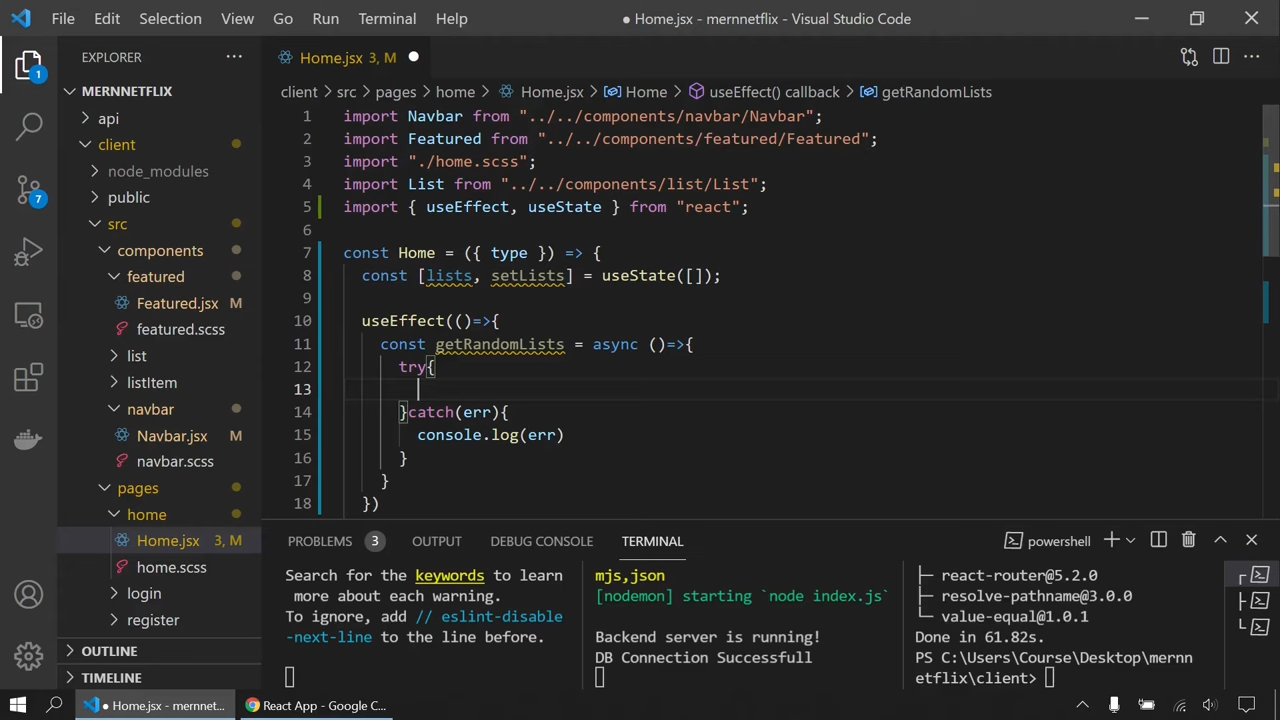 File Edit Selection View Go Run Terminal Help ● Home.jsx - mernnetflix - Visual Studio Code
EXPLORER ···
Home.jsx 3, M ●
MERNNETFLIX
client > src > pages > home > Home.jsx > Home > useEffect() callback > getRandomLists
1
api
client
node_modules
public
7
src
components
featured
Featured.jsx M
featured.scss
list
listItem
navbar
Navbar.jsx M
navbar.scss
pages
home
Home.jsx 3, M
home.scss
login
register
OUTLINE
TIMELINE
1 import Navbar from "../../components/navbar/Navbar";
2 import Featured from "../../components/featured/Featured";
3 import "./home.scss";
4 import List from "../../components/list/List";
5 import { useEffect, useState } from "react";
6
7 const Home = ({ type }) => {
8 const [lists, setLists] = useState([]);
9
10 useEffect(()=>{
11 const getRandomLists = async ()=>{
12 try{
13
14 }catch(err){
15 console.log(err)
16 }
17 }
18 })
PROBLEMS 3 OUTPUT DEBUG CONSOLE TERMINAL powershell
Search for the keywords to learn
more about each warning.
To ignore, add // eslint-disable
-next-line to the line before.
mjs,json
[nodemon] starting `node index.js`
Backend server is running!
DB Connection Successfull
├─ react-router@5.2.0
├─ resolve-pathname@3.0.0
└─ value-equal@1.0.1
Done in 61.82s.
PS C:\Users\Course\Desktop\mernn
etflix\client>
● Home.jsx - mernnet... React App - Google C...